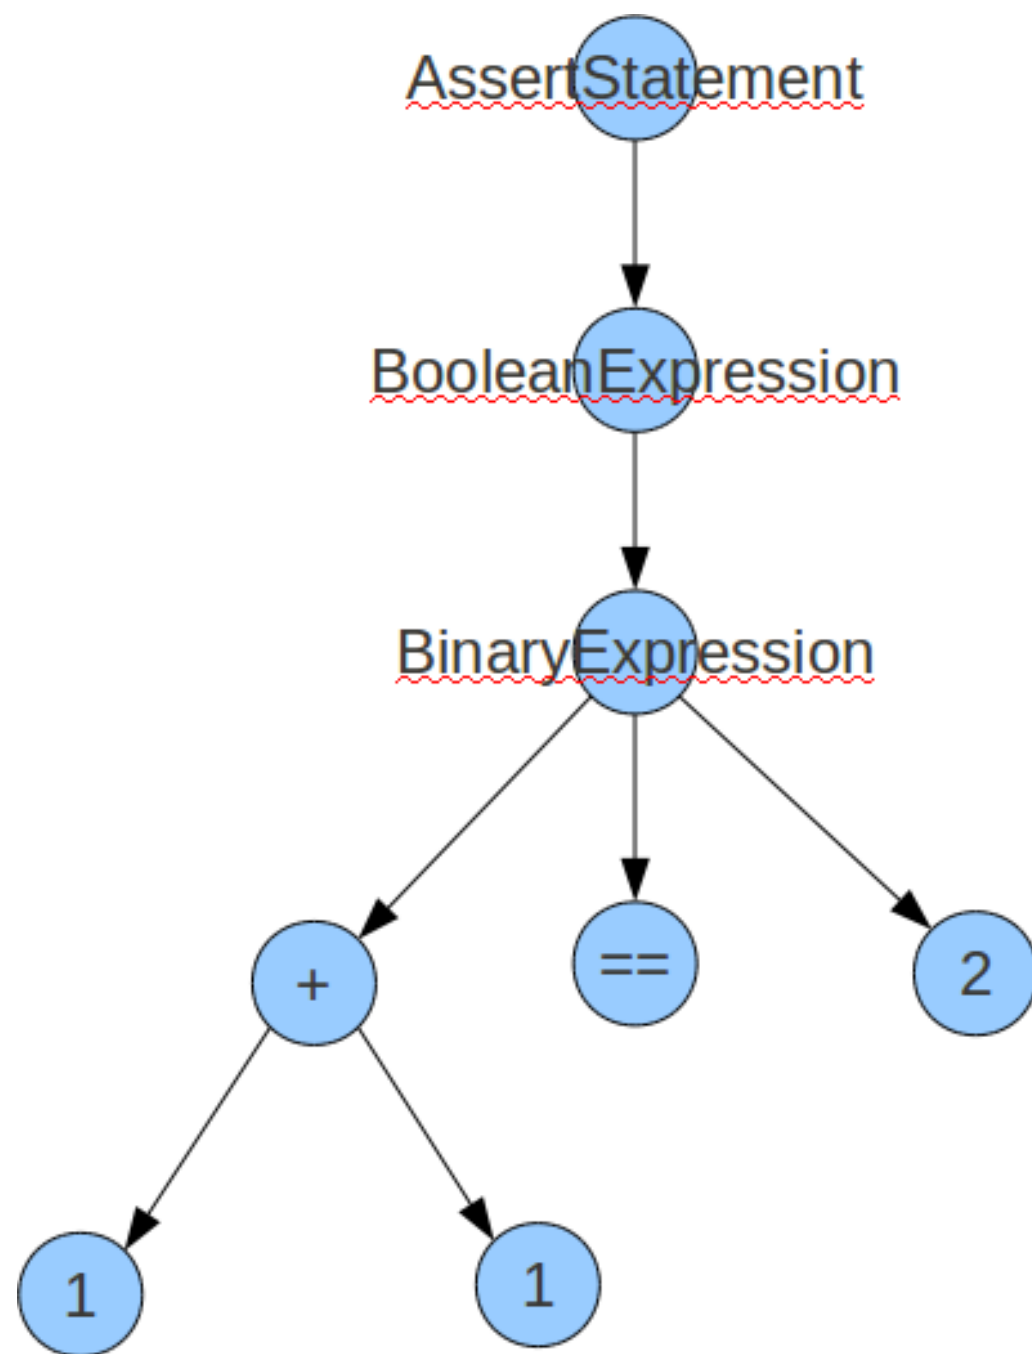 AssertStatement
BooleanExpression
BinaryExpression
+
==
2
1
1